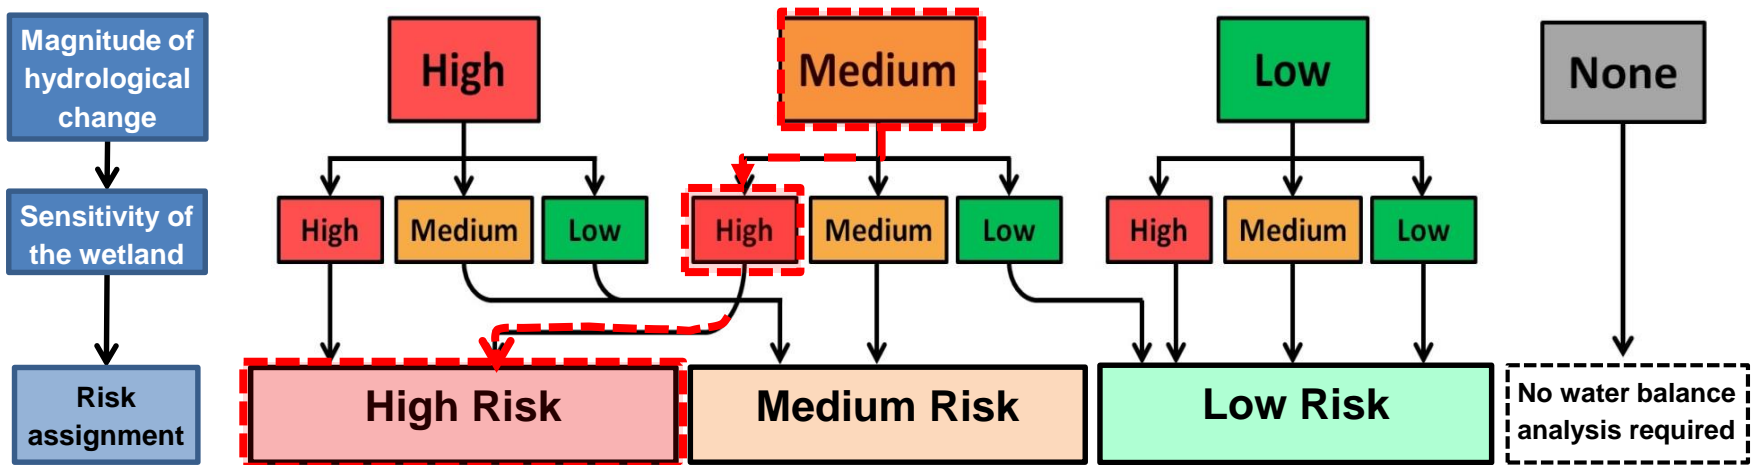 Magnitude of
hydrological
change
High
Medium
Low
None
Sensitivity of
the wetland
High
Medium
Low
High
Medium
Low
High
Medium
Low
Risk
assignment
High Risk
Medium Risk
Low Risk
No water balance
analysis required